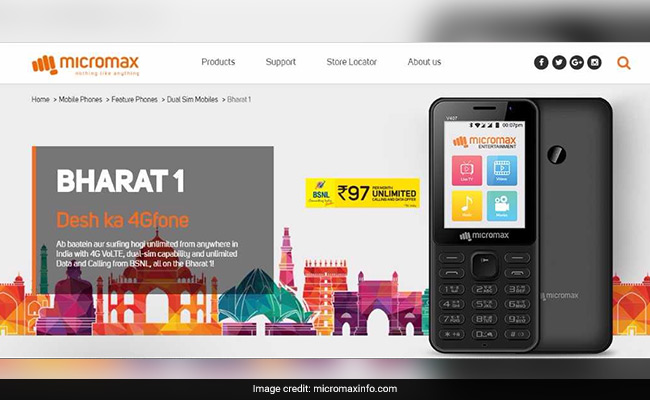 micromax
nothing like anything
Products
Support
Store Locator
About us
Home > Mobile Phones > Feature Phones > Dual Sim Mobiles > Bharat 1
BHARAT 1
Desh ka 4Gfone
Ab baatein aur surfing hogi unlimited from anywhere in
India with 4G VoLTE, dual-sim capability and unlimited
Data and Calling from BSNL, all on the Bharat 1!
BSNL
₹97 PER MONTH
UNLIMITED
CALLING AND DATA OFFER
V407
00:07pm
micromax
ENTERTAINMENT
Live TV
Videos
Music
Movies
micromax
micromax
Image credit: micromaxinfo.com